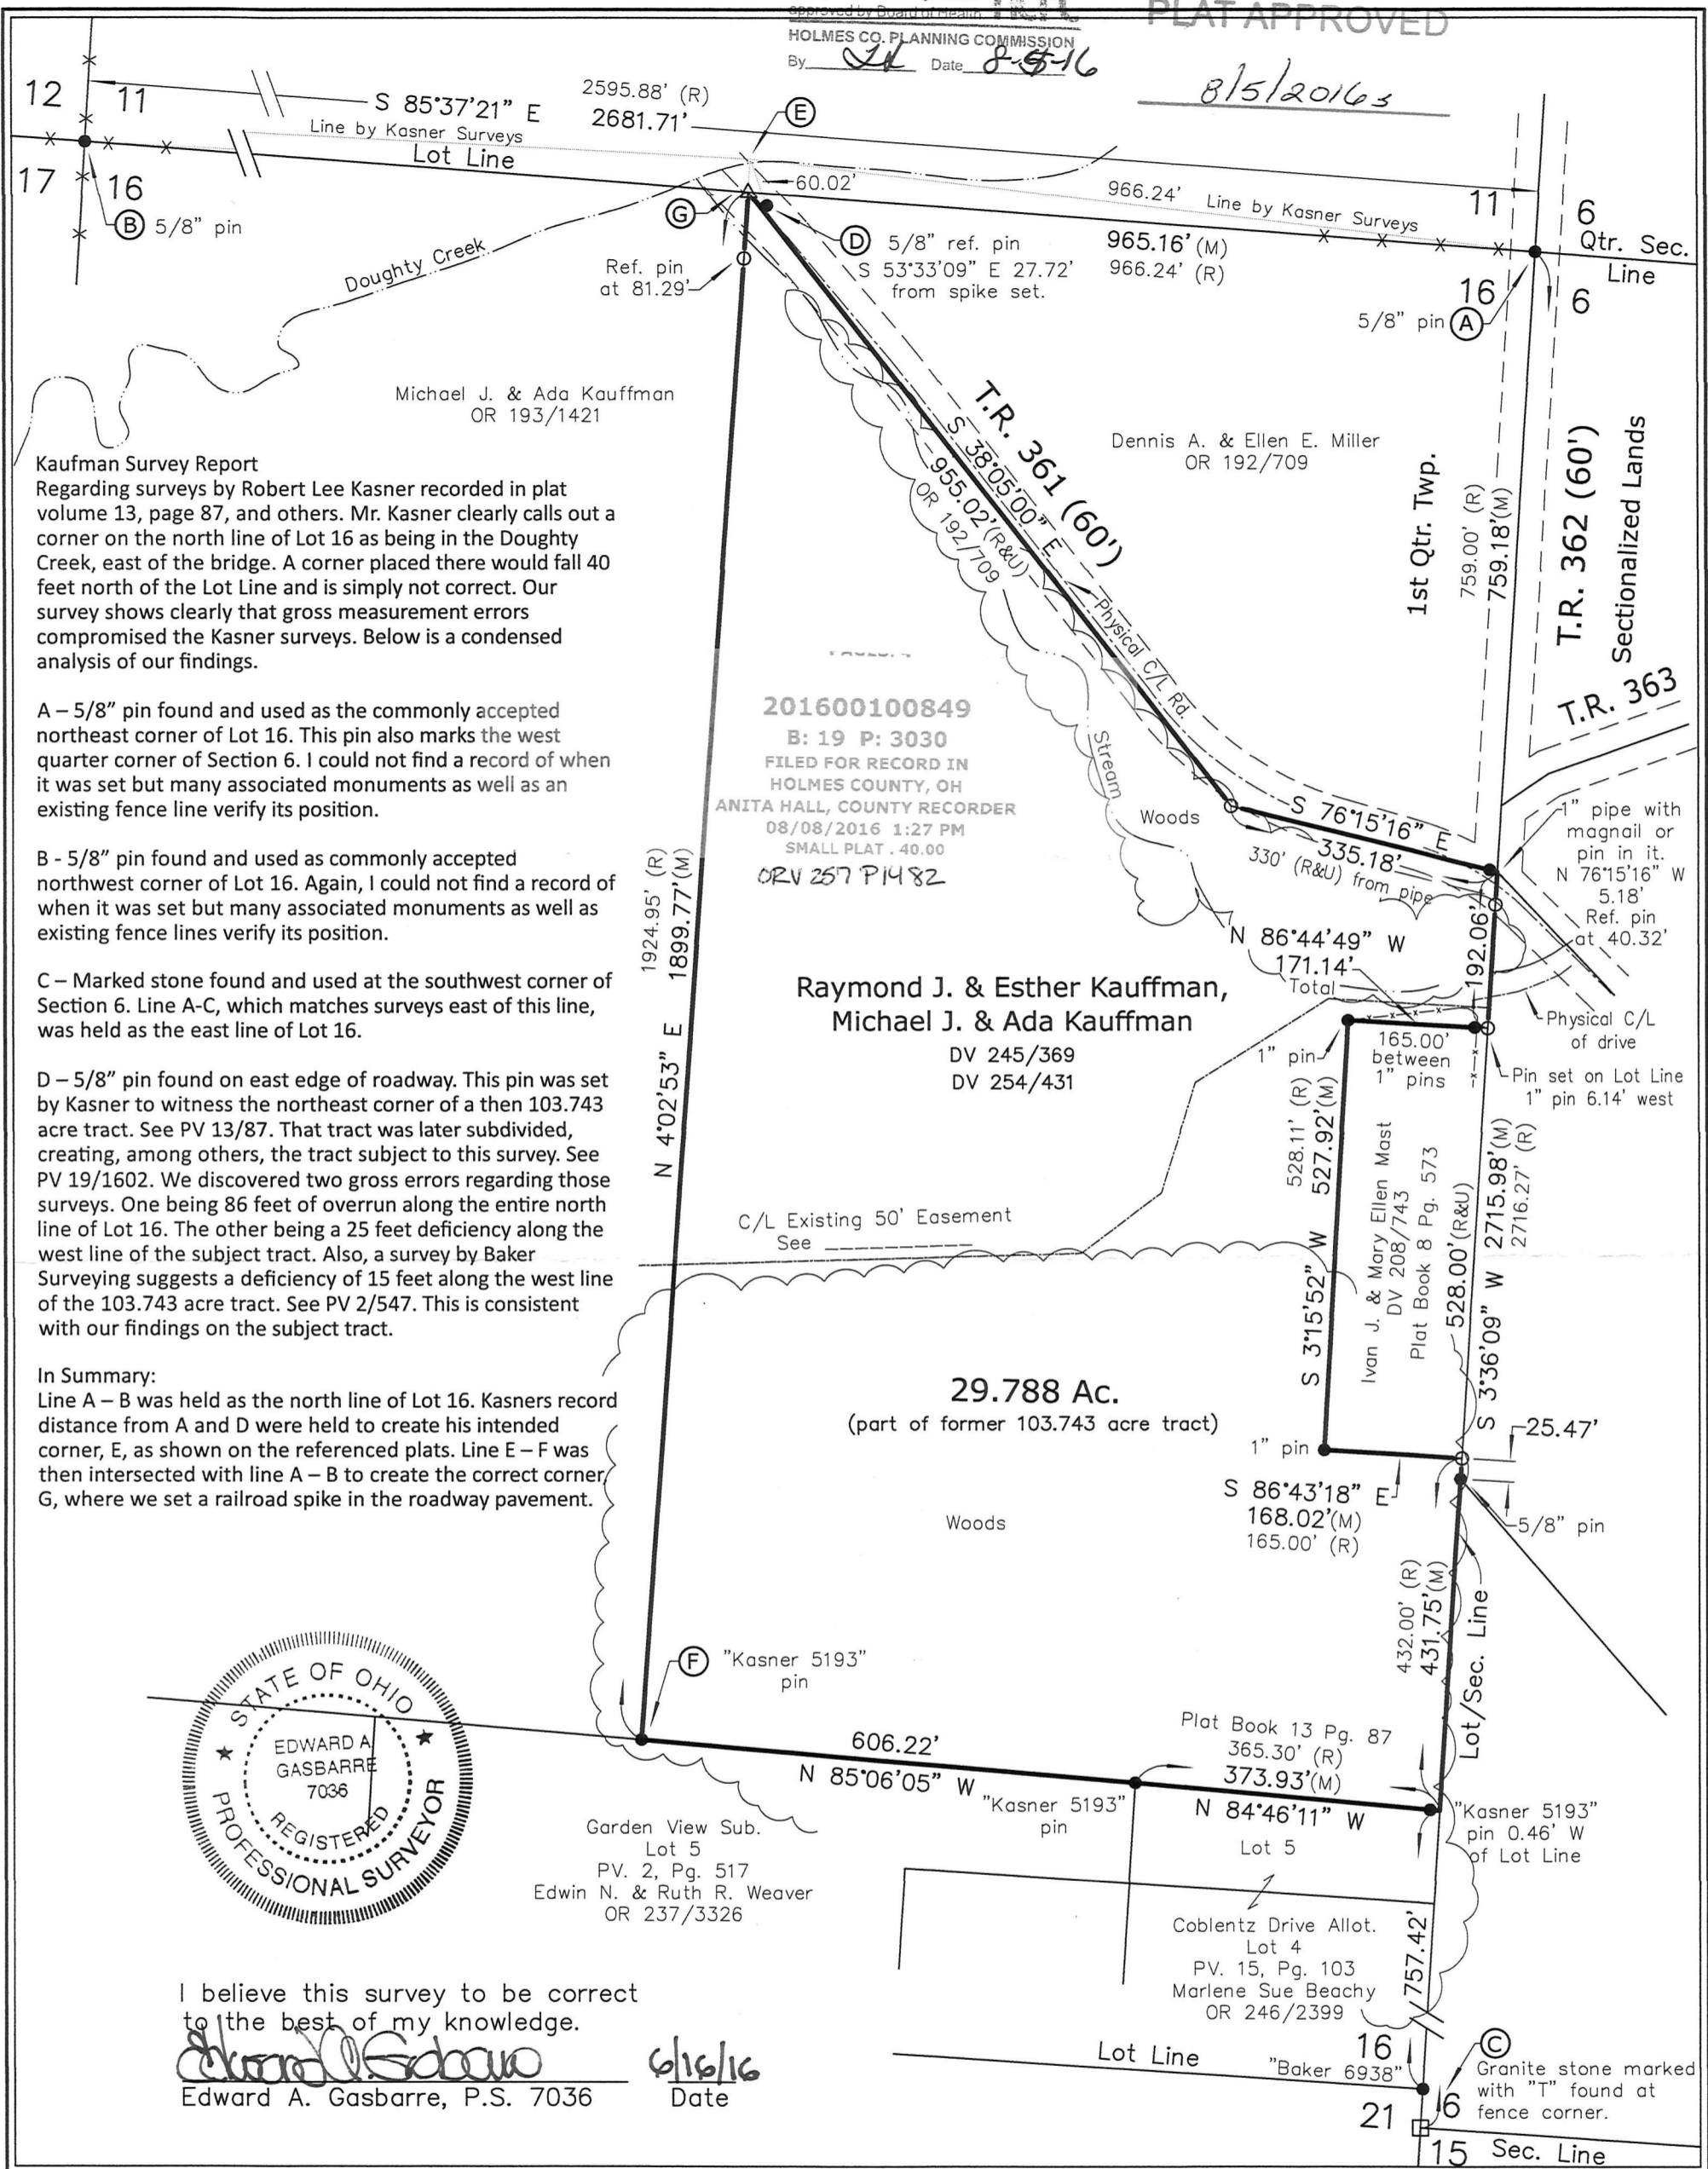 approved by Board of Health
PLAT APPROVED
HOLMES CO. PLANNING COMMISSION
By Date 8-5-16
8/5/2016
12
11
S 85°37'21" E
2595.88' (R)
2681.71'
E
Line by Kasner Surveys
Lot Line
17
16
B 5/8" pin
60.02'
G
966.24' Line by Kasner Surveys
11
6
Qtr. Sec.
Line
D 5/8" ref. pin
S 53°33'09" E 27.72'
from spike set.
965.16' (M)
966.24' (R)
16
6
5/8" pin A
Ref. pin
at 81.29'
Doughty Creek
Michael J. & Ada Kauffman
OR 193/1421
Dennis A. & Ellen E. Miller
OR 192/709
T.R. 361 (60')
S 38°05'00" E
955.02'(R&U)
OR 192/709
Physical C/L Rd.
1st Qtr. Twp.
759.00' (R)
759.18'(M)
T.R. 362 (60')
Sectionalized Lands
T.R. 363
Kaufman Survey Report
Regarding surveys by Robert Lee Kasner recorded in plat
volume 13, page 87, and others. Mr. Kasner clearly calls out a
corner on the north line of Lot 16 as being in the Doughty
Creek, east of the bridge. A corner placed there would fall 40
feet north of the Lot Line and is simply not correct. Our
survey shows clearly that gross measurement errors
compromised the Kasner surveys. Below is a condensed
analysis of our findings.
A – 5/8" pin found and used as the commonly accepted
northeast corner of Lot 16. This pin also marks the west
quarter corner of Section 6. I could not find a record of when
it was set but many associated monuments as well as an
existing fence line verify its position.
B - 5/8" pin found and used as commonly accepted
northwest corner of Lot 16. Again, I could not find a record of
when it was set but many associated monuments as well as
existing fence lines verify its position.
C – Marked stone found and used at the southwest corner of
Section 6. Line A-C, which matches surveys east of this line,
was held as the east line of Lot 16.
D – 5/8" pin found on east edge of roadway. This pin was set
by Kasner to witness the northeast corner of a then 103.743
acre tract. See PV 13/87. That tract was later subdivided,
creating, among others, the tract subject to this survey. See
PV 19/1602. We discovered two gross errors regarding those
surveys. One being 86 feet of overrun along the entire north
line of Lot 16. The other being a 25 feet deficiency along the
west line of the subject tract. Also, a survey by Baker
Surveying suggests a deficiency of 15 feet along the west line
of the 103.743 acre tract. See PV 2/547. This is consistent
with our findings on the subject tract.
In Summary:
Line A – B was held as the north line of Lot 16. Kasners record
distance from A and D were held to create his intended
corner, E, as shown on the referenced plats. Line E – F was
then intersected with line A – B to create the correct corner,
G, where we set a railroad spike in the roadway pavement.
201600100849
B: 19 P: 3030
FILED FOR RECORD IN
HOLMES COUNTY, OH
ANITA HALL, COUNTY RECORDER
08/08/2016 1:27 PM
SMALL PLAT . 40.00
ORV 257 P1482
1924.95' (R)
1899.77'(M)
N 4°02'53" E
Stream
Woods
S 76°15'16" E
335.18'
330' (R&U) from pipe
1" pipe with
magnail or
pin in it.
N 76°15'16" W
5.18'
Ref. pin
at 40.32'
N 86°44'49" W
171.14'
Total
192.06'
Physical C/L
of drive
Raymond J. & Esther Kauffman,
Michael J. & Ada Kauffman
DV 245/369
DV 254/431
1" pin
165.00'
between
1" pins
Pin set on Lot Line
1" pin 6.14' west
528.11' (R)
527.92'(M)
S 3°15'52" W
Ivan J. & Mary Ellen Mast
DV 208/743
Plat Book 8 Pg. 573
528.00'(R&U)
2715.98'(M)
2716.27' (R)
S 3°36'09" W
C/L Existing 50' Easement
See
29.788 Ac.
(part of former 103.743 acre tract)
1" pin
25.47'
S 86°43'18" E
168.02'(M)
165.00' (R)
5/8" pin
Woods
432.00' (R)
431.75'(M)
Lot/Sec. Line
F "Kasner 5193"
pin
606.22'
N 85°06'05" W
"Kasner 5193"
pin
Plat Book 13 Pg. 87
365.30' (R)
373.93'(M)
N 84°46'11" W
"Kasner 5193"
pin 0.46' W
of Lot Line
Lot 5
STATE OF OHIO
EDWARD A
GASBARRE
7036
REGISTERED
PROFESSIONAL SURVEYOR
Garden View Sub.
Lot 5
PV. 2, Pg. 517
Edwin N. & Ruth R. Weaver
OR 237/3326
Coblentz Drive Allot.
Lot 4
PV. 15, Pg. 103
Marlene Sue Beachy
OR 246/2399
757.42'
I believe this survey to be correct
to the best of my knowledge.
6/16/16
Edward A. Gasbarre, P.S. 7036 Date
Lot Line
16
"Baker 6938"
C
Granite stone marked
with "T" found at
fence corner.
21
6
15 Sec. Line